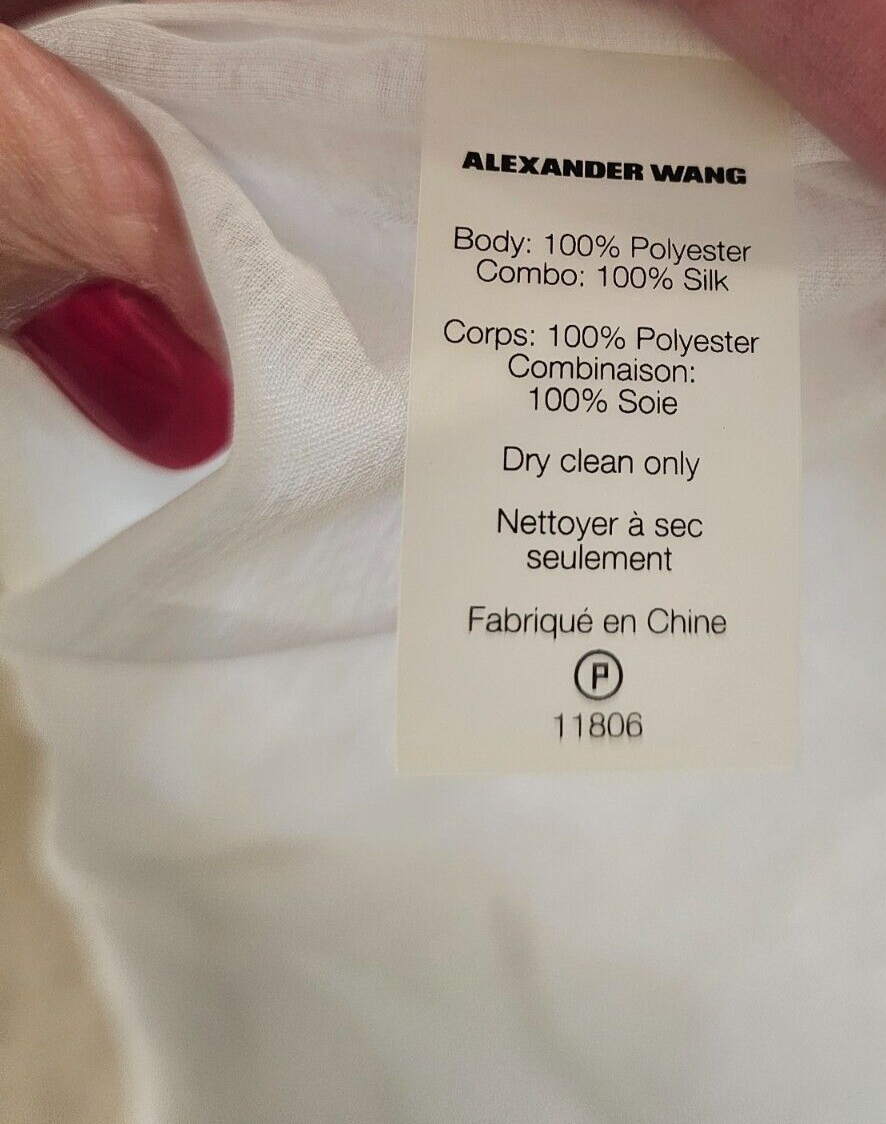 ALEXANDER WANG
Body: 100% Polyester
Combo: 100% Silk
Corps: 100% Polyester
Combinaison:
100% Soie
Dry clean only
Nettoyer à sec
seulement
Fabriqué en Chine
P
11806